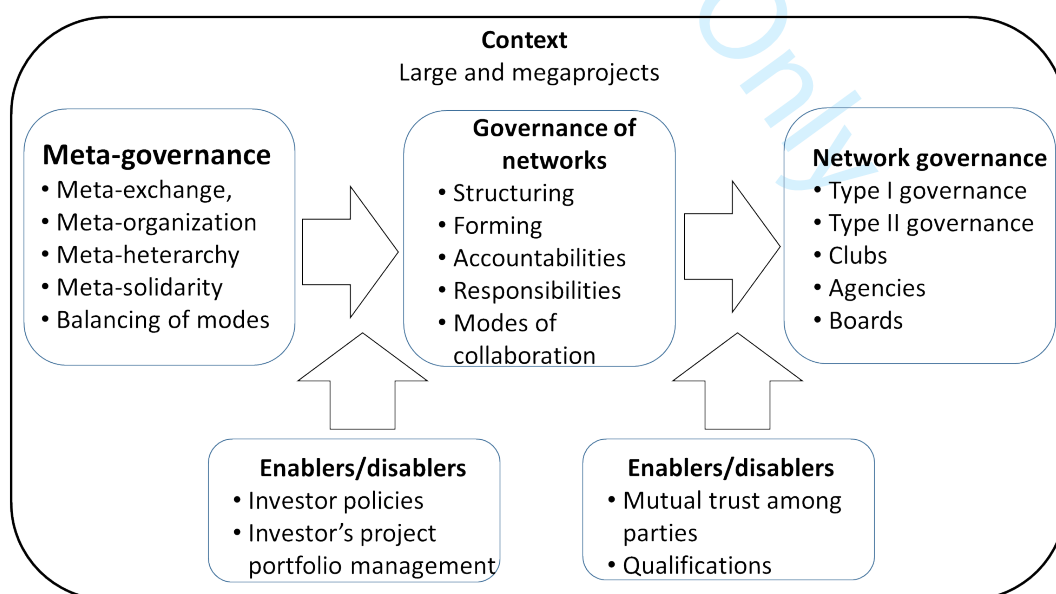 Only
Context
Large and megaprojects
Meta-governance
• Meta-exchange,
• Meta-organization
• Meta-heterarchy
• Meta-solidarity
• Balancing of modes
Governance of
networks
• Structuring
• Forming
• Accountabilities
• Responsibilities
• Modes of
collaboration
Network governance
• Type I governance
• Type II governance
• Clubs
• Agencies
• Boards
Enablers/disablers
• Investor policies
• Investor’s project
portfolio management
Enablers/disablers
• Mutual trust among
parties
• Qualifications